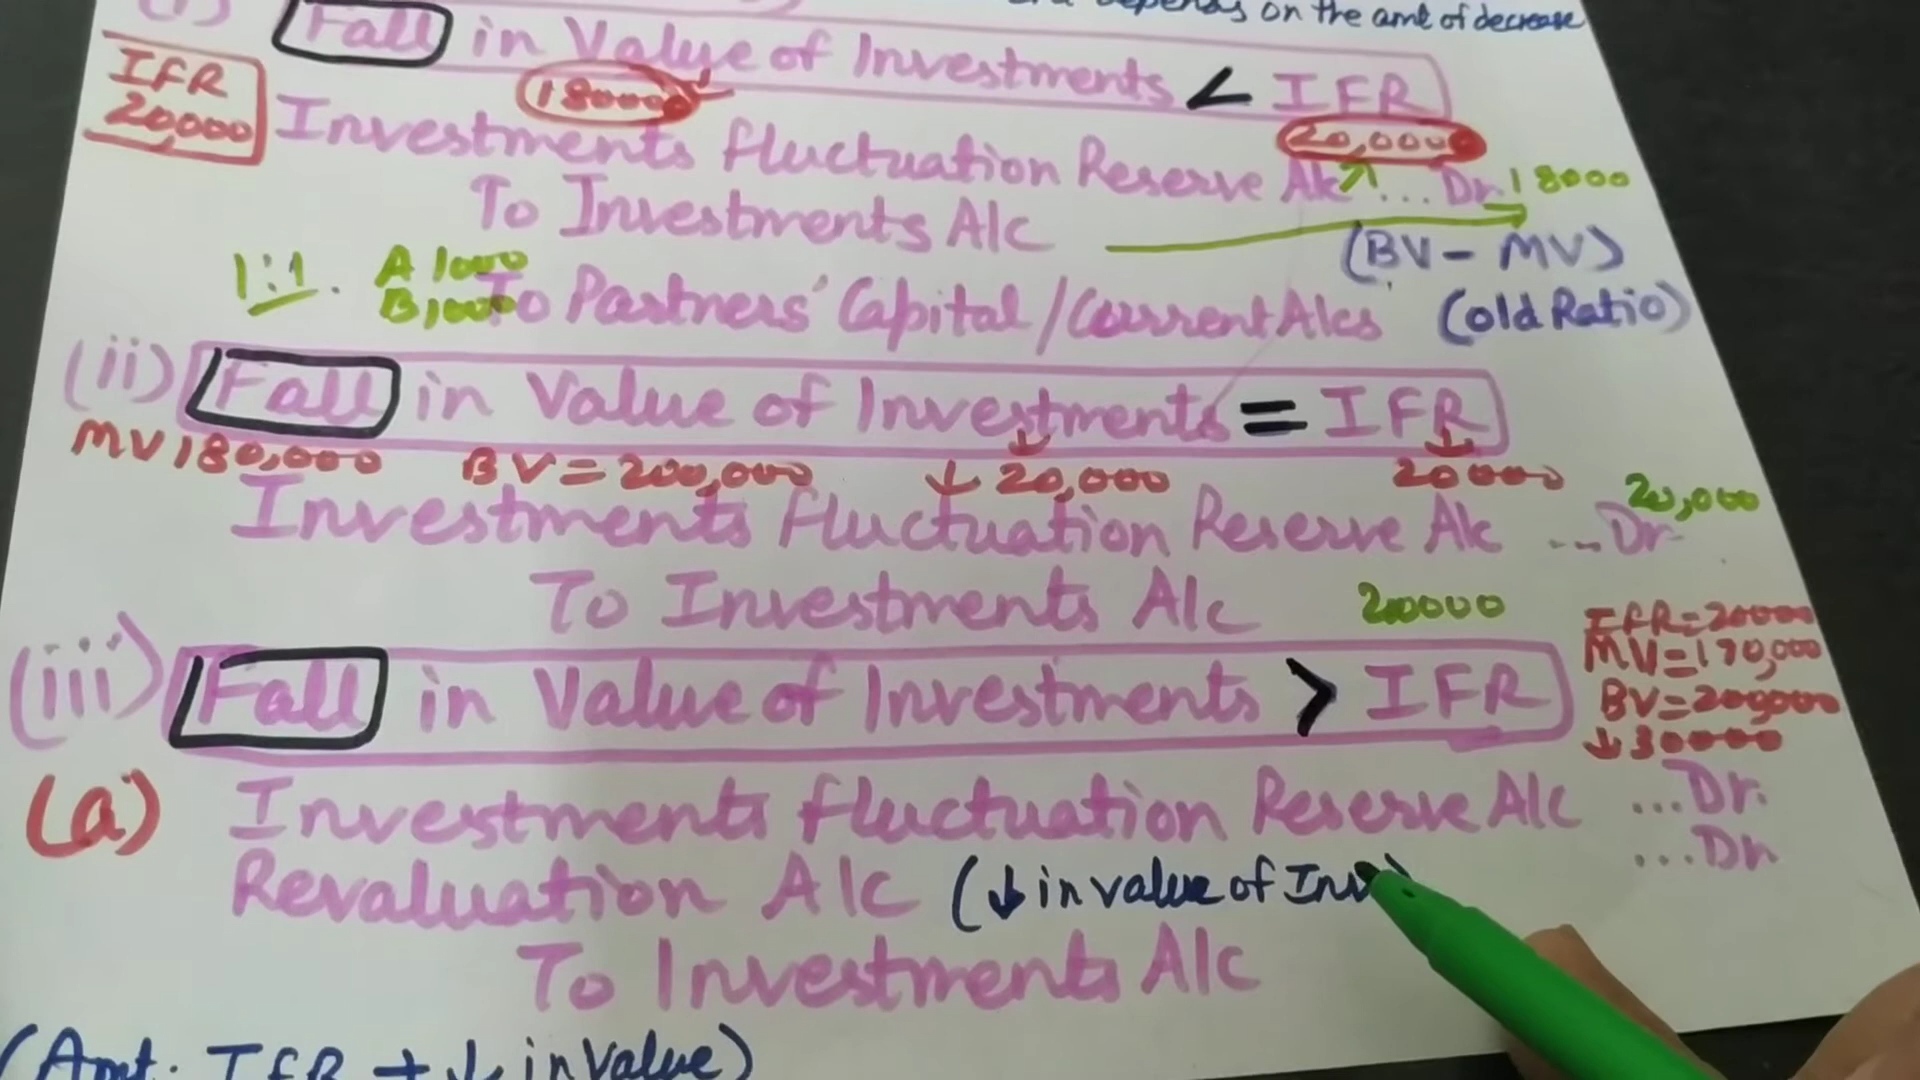 depends on the amt of decrease
(i) Fall in Value of Investments < IFR
IFR
20,000
18000
20,000
Investments Fluctuation Reserve A/c ... Dr. 18000
To Investments A/c
(BV - MV)
1:1. A 1000
B 1000
To Partners' Capital/Current A/cs (old Ratio)
(ii) Fall in Value of Investments = IFR
MV 180,000 BV = 200,000 ↓ 20,000 20000
20,000
Investments Fluctuation Reserve A/c ... Dr
To Investments A/c 20000
(iii) Fall in Value of Investments > IFR
IFR = 20000
MV = 170,000
BV = 200,000
↓ 30000
(a) Investments Fluctuation Reserve A/c ... Dr.
Revaluation A/c (↓ in value of Inv) ... Dr
To Investments A/c
(Amt. IFR + ↓ in Value)